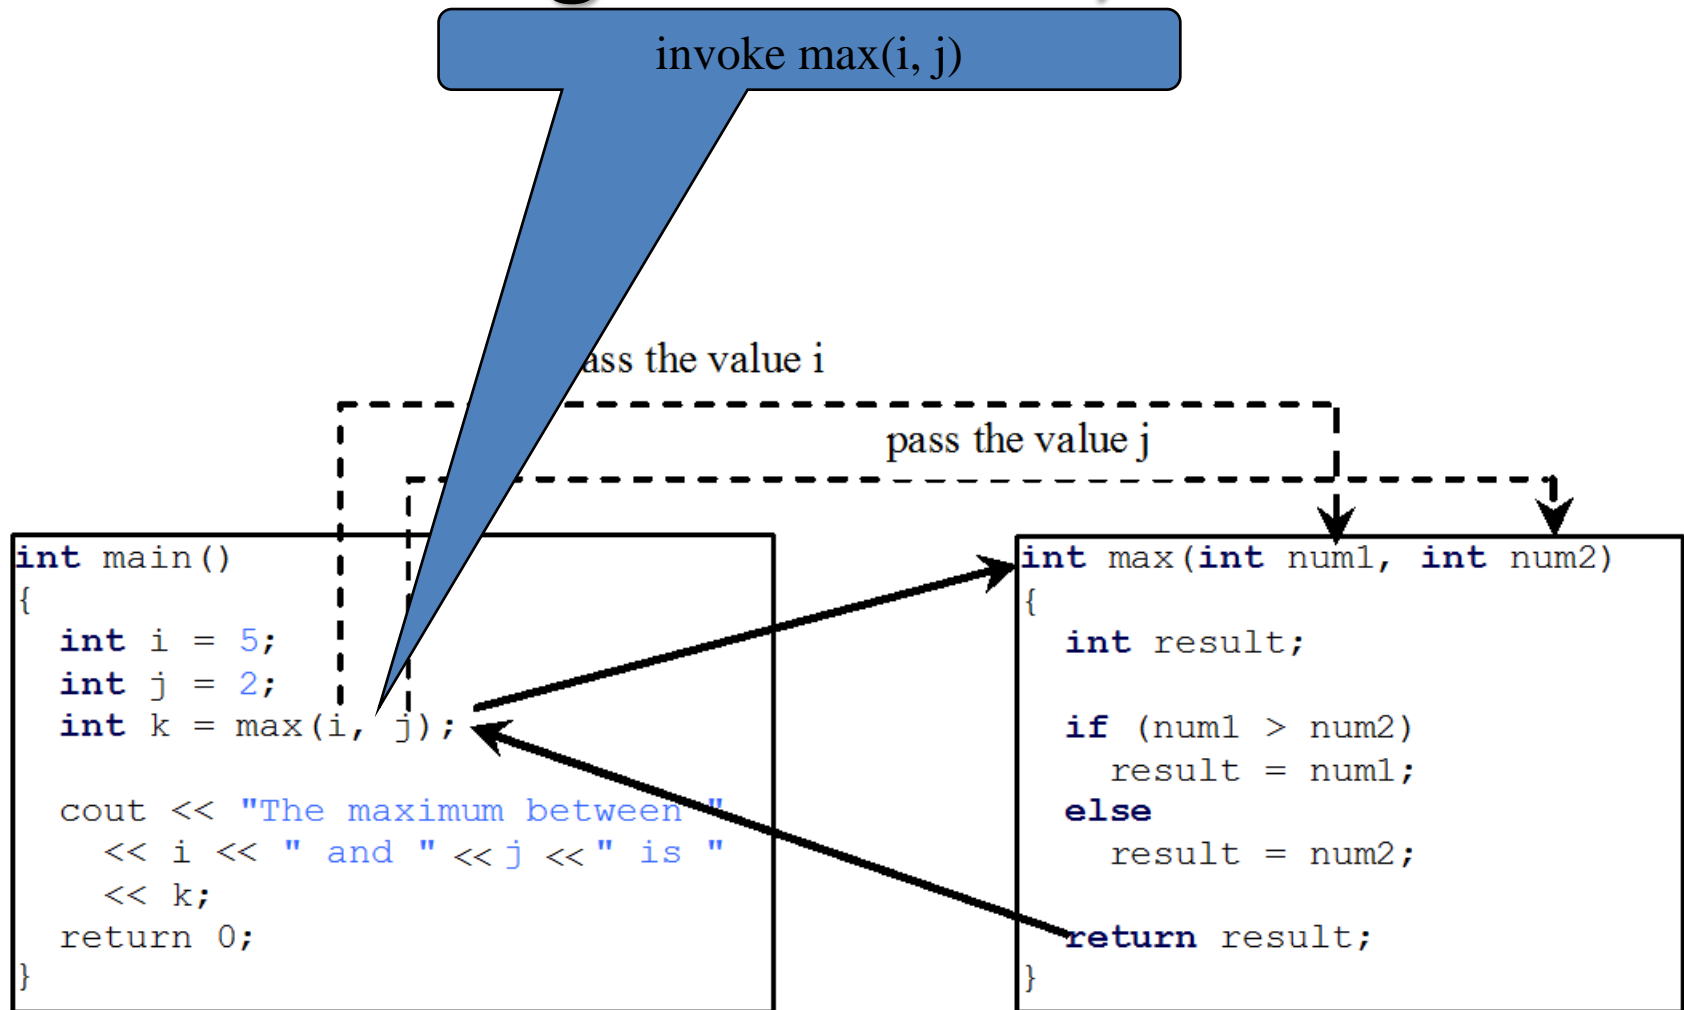 invoke max(i, j)
ass the value i
pass the value j
int main()
{
int i = 5;
int j = 2;
int k = max(i, j);
cout << "The maximum between "
<< i << " and " << j << " is "
<< k;
return 0;
}
int max(int num1, int num2)
{
int result;
if (num1 > num2)
result = num1;
else
result = num2;
return result;
}